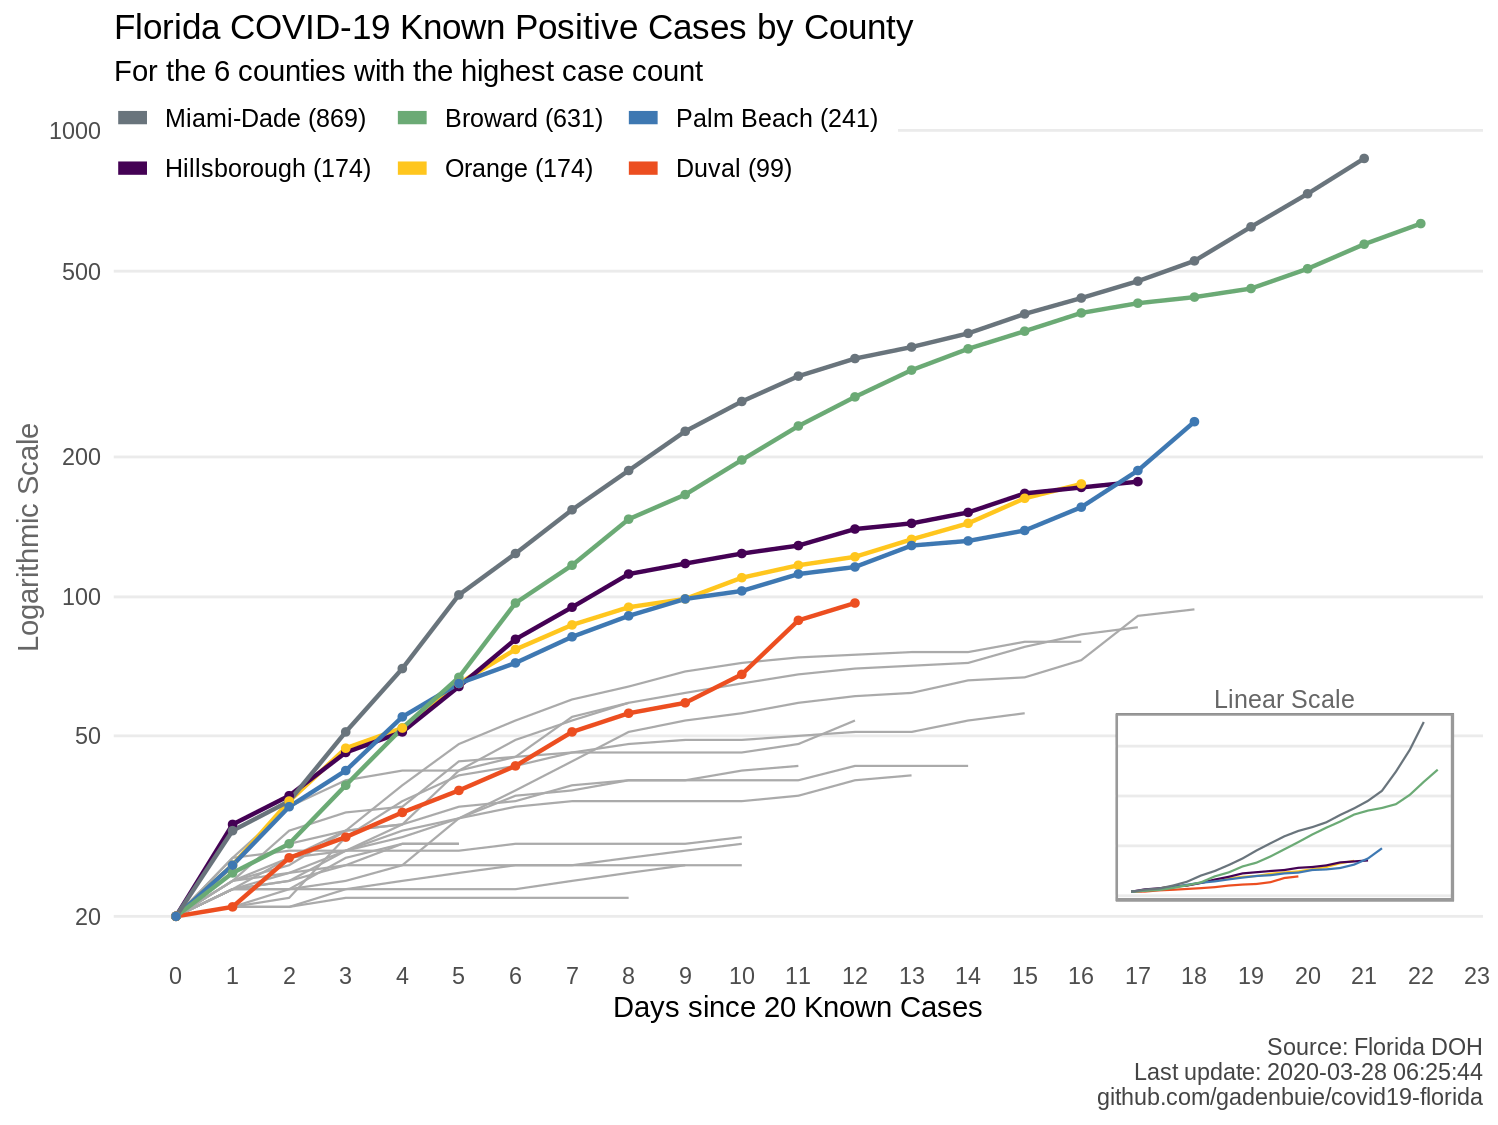 Florida COVID-19 Known Positive Cases by County
For the 6 counties with the highest case count
Miami-Dade (869) Broward (631) Palm Beach (241)
Hillsborough (174) Orange (174) Duval (99)
1000
500
200
100
50
20
Logarithmic Scale
Linear Scale
0 1 2 3 4 5 6 7 8 9 10 11 12 13 14 15 16 17 18 19 20 21 22 23
Days since 20 Known Cases
Source: Florida DOH
Last update: 2020-03-28 06:25:44
github.com/gadenbuie/covid19-florida